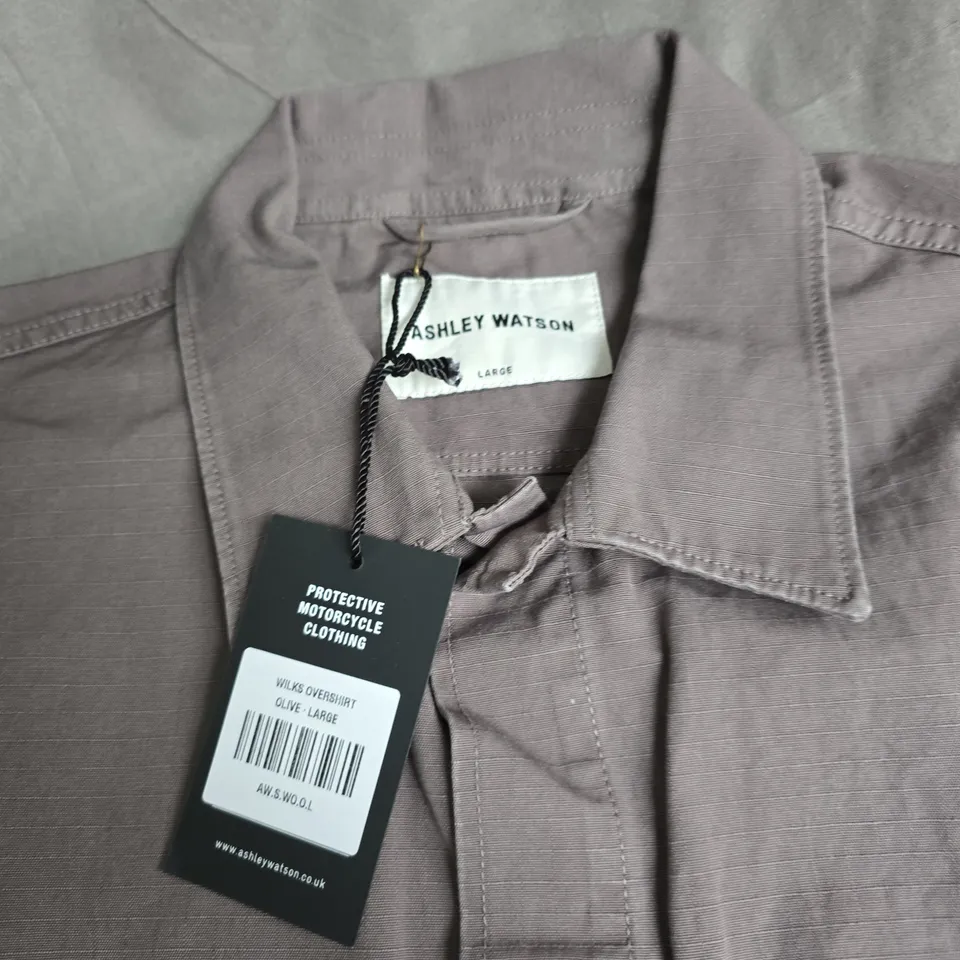 ASHLEY WATSON
LARGE
PROTECTIVE
MOTORCYCLE
CLOTHING
WILKS OVERSHIRT
OLIVE · LARGE
AW.S.WO.O.L
www.ashleywatson.co.uk